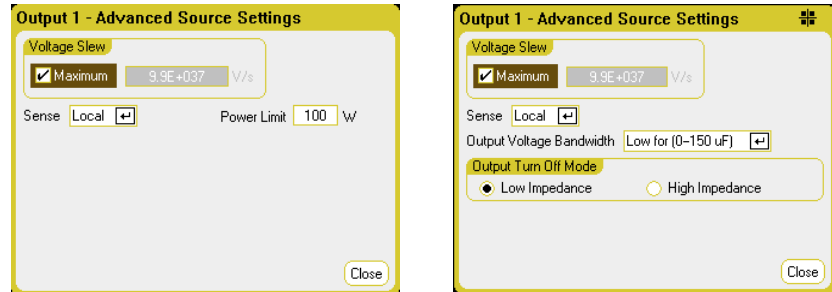 Output 1 - Advanced Source Settings
Voltage Slew
Maximum 9.9E+037 V/s
Sense Local Power Limit 100 W
Close
Output 1 - Advanced Source Settings
Voltage Slew
Maximum 9.9E+037 V/s
Sense Local
Output Voltage Bandwidth Low for (0-150 uF)
Output Turn Off Mode
Low Impedance High Impedance
Close